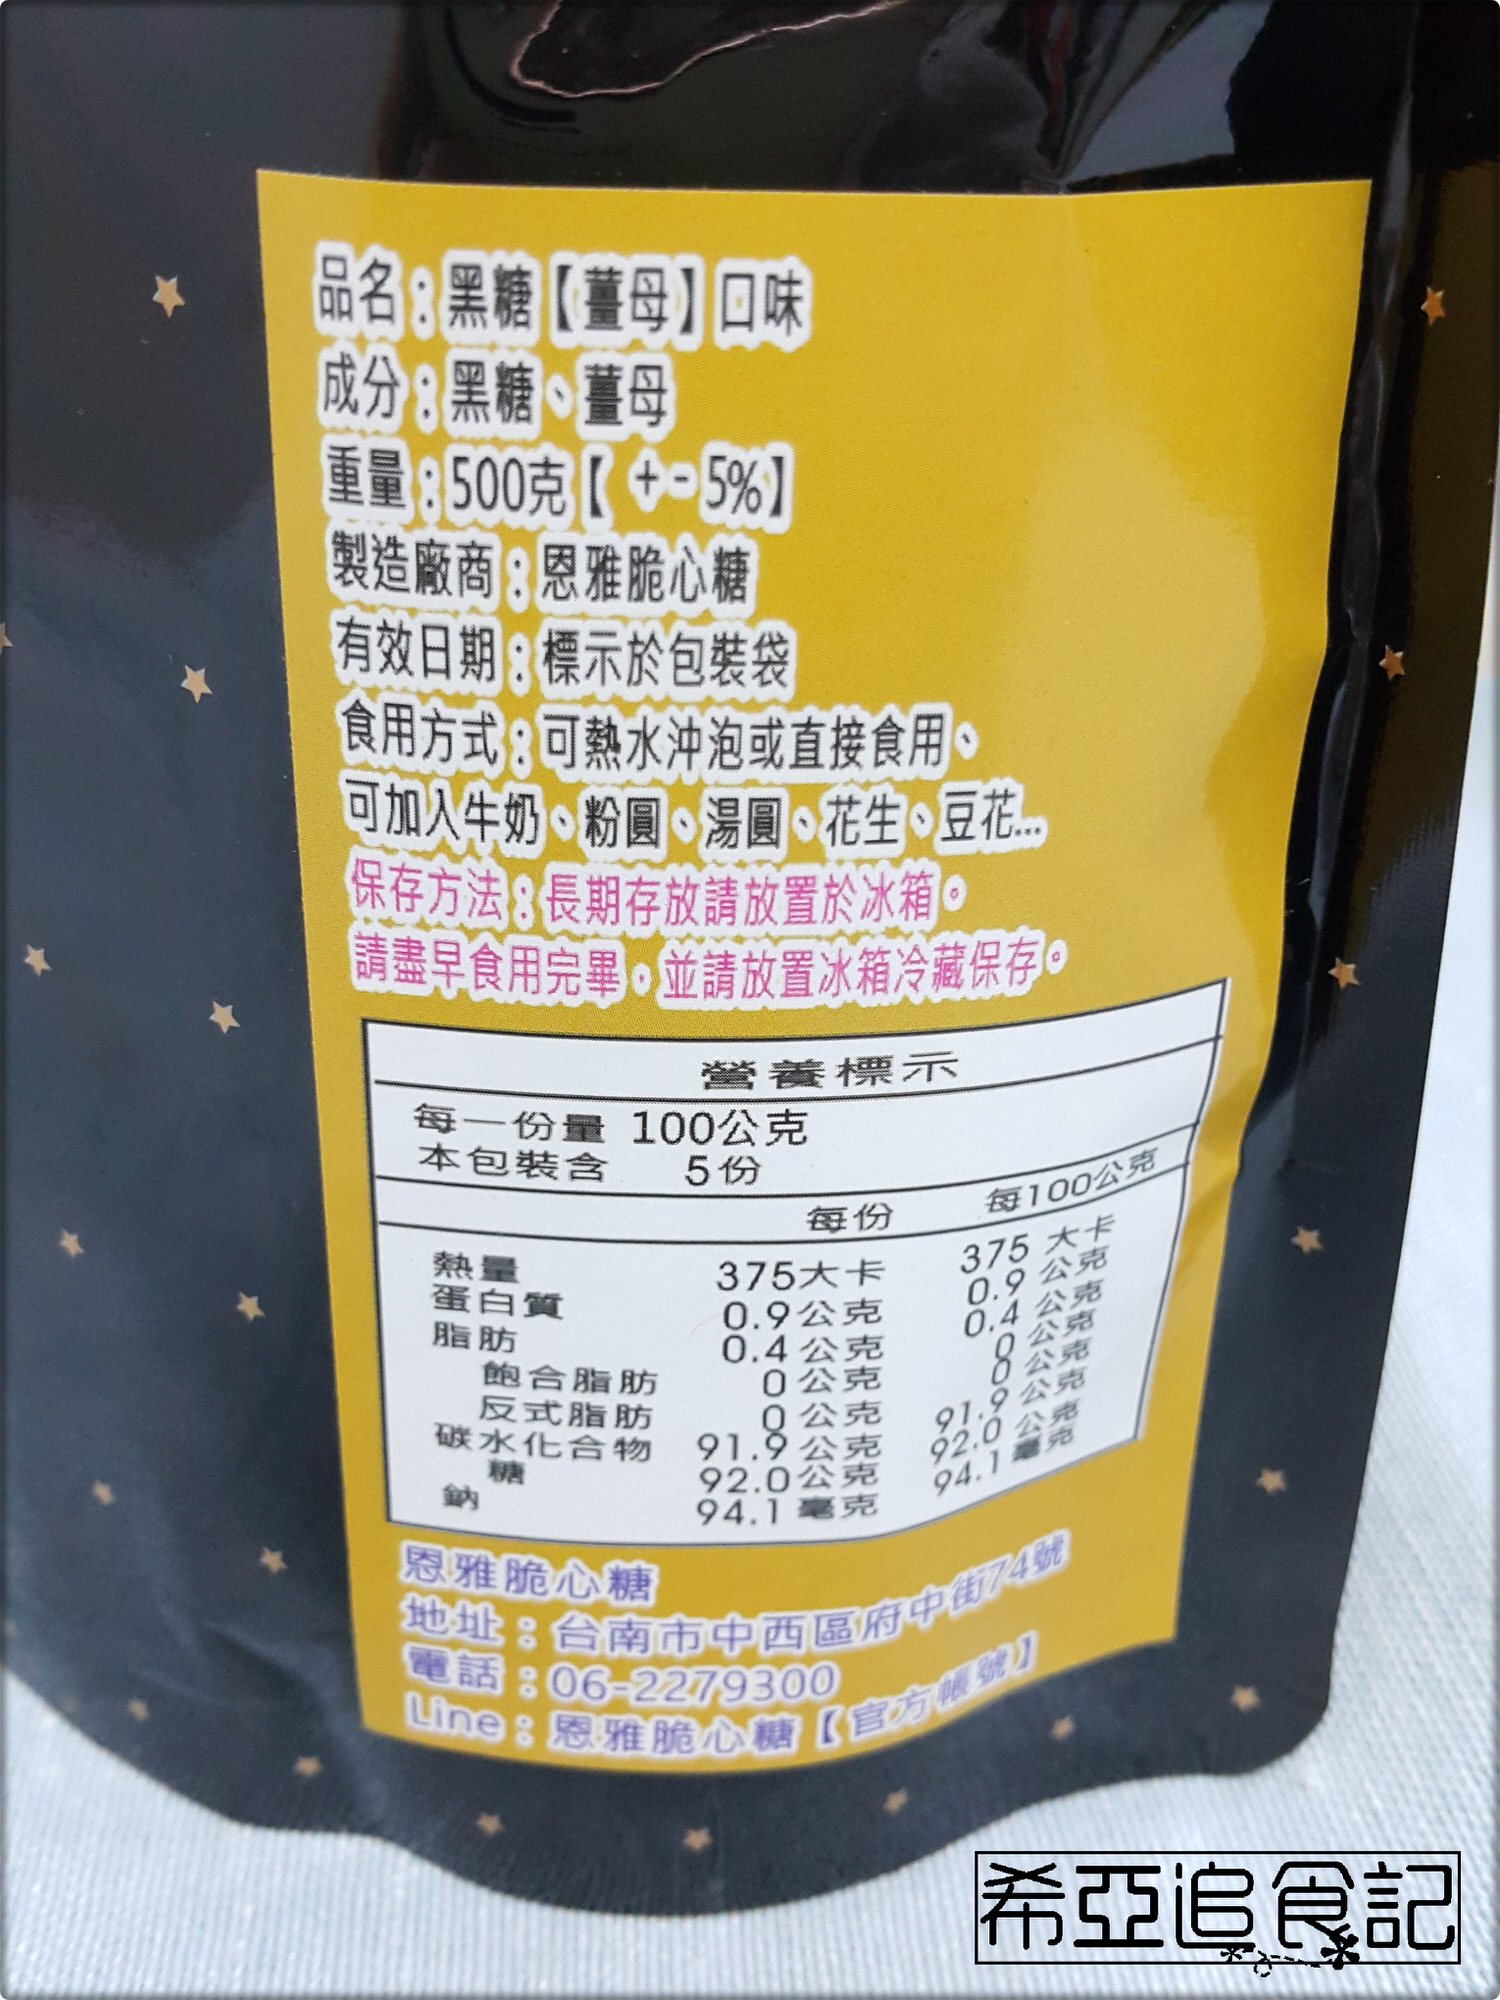 品名：黑糖【薑母】口味
成分：黑糖、薑母
重量：500克【 +-5%】
製造廠商：恩雅脆心糖
有效日期：標示於包裝袋
食用方式：可熱水沖泡或直接食用、
可加入牛奶、粉圓、湯圓、花生、豆花...
保存方法：長期存放請放置於冰箱。
請盡早食用完畢，並請放置冰箱冷藏保存。
營養標示
每一份量 100公克
本包裝含 5份
每份 每100公克
熱量 375大卡 375 大卡
蛋白質 0.9公克 0.9 公克
脂肪 0.4公克 0.4 公克
飽合脂肪 0公克 0 公克
反式脂肪 0公克 0 公克
碳水化合物 91.9公克 91.9 公克
糖 92.0公克 92.0 公克
鈉 94.1毫克 94.1 毫克
恩雅脆心糖
地址：台南市中西區府中街74號
電話：06-2279300
Line：恩雅脆心糖【官方帳號】
希亞追食記